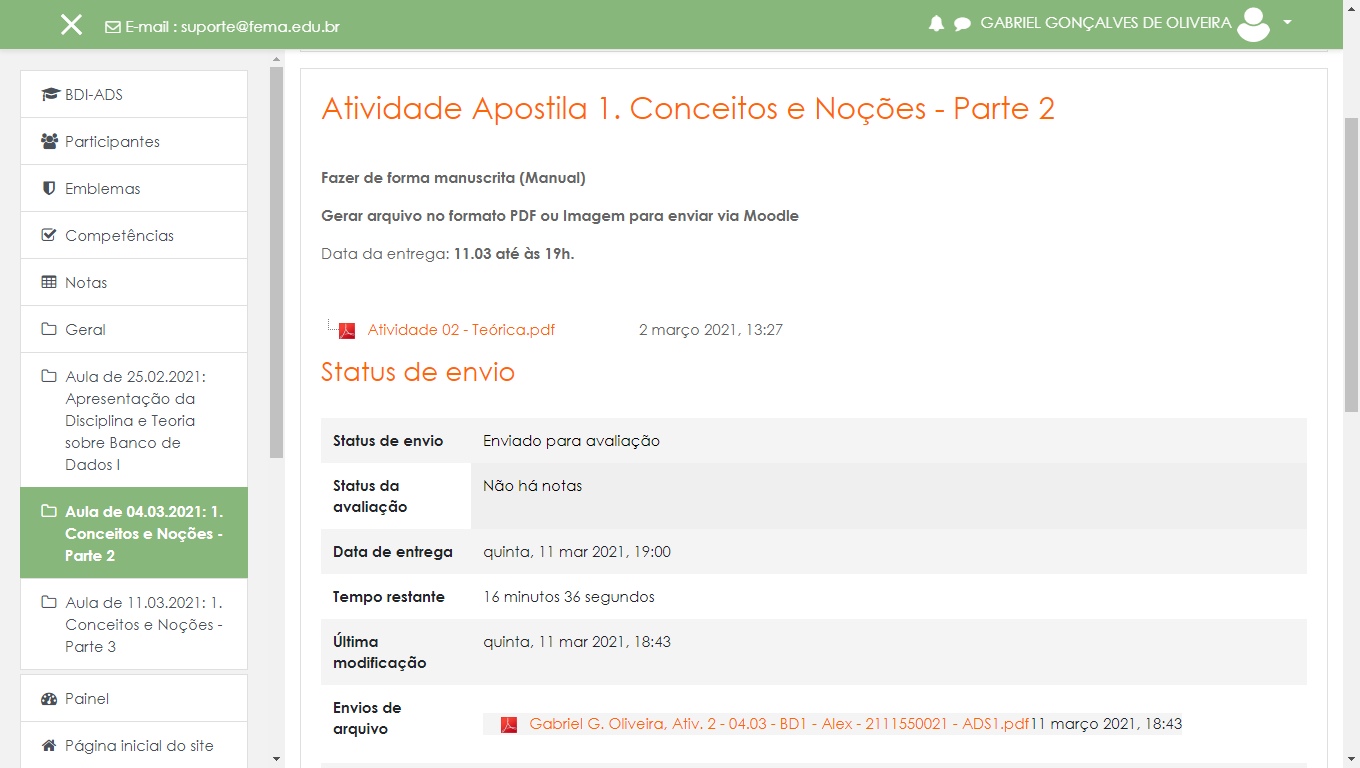 E-mail : suporte@fema.edu.br
GABRIEL GONÇALVES DE OLIVEIRA
BDI-ADS
Participantes
Emblemas
Competências
Notas
Geral
Aula de 25.02.2021:
Apresentação da
Disciplina e Teoria
sobre Banco de
Dados I
Aula de 04.03.2021: 1.
Conceitos e Noções -
Parte 2
Aula de 11.03.2021: 1.
Conceitos e Noções -
Parte 3
Painel
Página inicial do site
Atividade Apostila 1. Conceitos e Noções - Parte 2
Fazer de forma manuscrita (Manual)
Gerar arquivo no formato PDF ou Imagem para enviar via Moodle
Data da entrega: 11.03 até às 19h.
Atividade 02 - Teórica.pdf 2 março 2021, 13:27
Status de envio
Status de envio Enviado para avaliação
Status da
avaliação
Não há notas
Data de entrega quinta, 11 mar 2021, 19:00
Tempo restante 16 minutos 36 segundos
Última
modificação
quinta, 11 mar 2021, 18:43
Envios de
arquivo
Gabriel G. Oliveira, Ativ. 2 - 04.03 - BD1 - Alex - 2111550021 - ADS1.pdf11 março 2021, 18:43